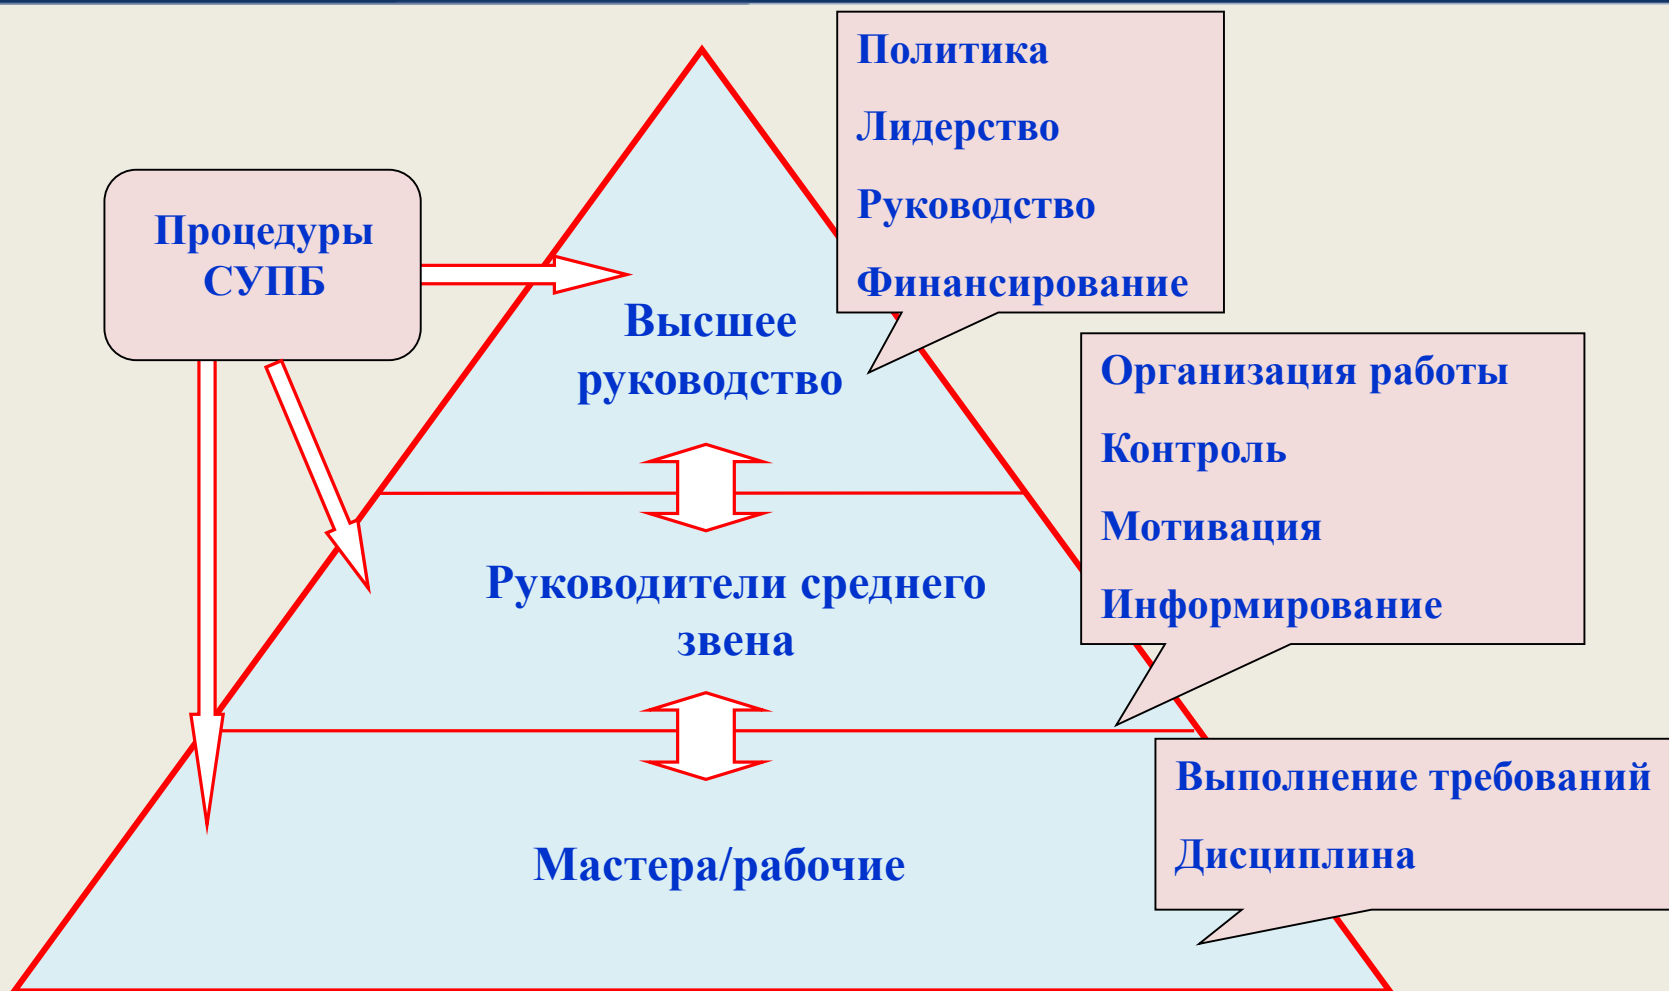 Политика
Лидерство
Руководство
Финансирование
Процедуры
СУПБ
Высшее
руководство
Организация работы
Контроль
Мотивация
Информирование
Руководители среднего
звена
Выполнение требований
Дисциплина
Мастера/рабочие